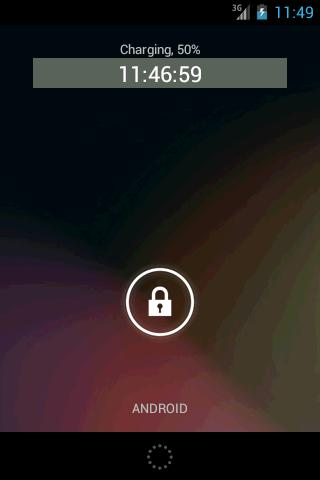 3G 11:49
Charging, 50%
11:46:59
ANDROID